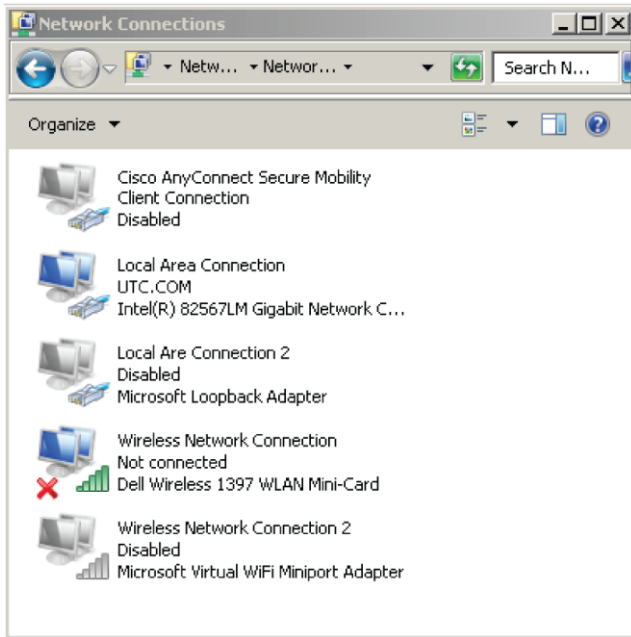 Network Connections
Netw... Networ... Search N...
Organize
Cisco AnyConnect Secure Mobility
Client Connection
Disabled
Local Area Connection
UTC.COM
Intel(R) 82567LM Gigabit Network C...
Local Are Connection 2
Disabled
Microsoft Loopback Adapter
Wireless Network Connection
Not connected
Dell Wireless 1397 WLAN Mini-Card
Wireless Network Connection 2
Disabled
Microsoft Virtual WiFi Miniport Adapter